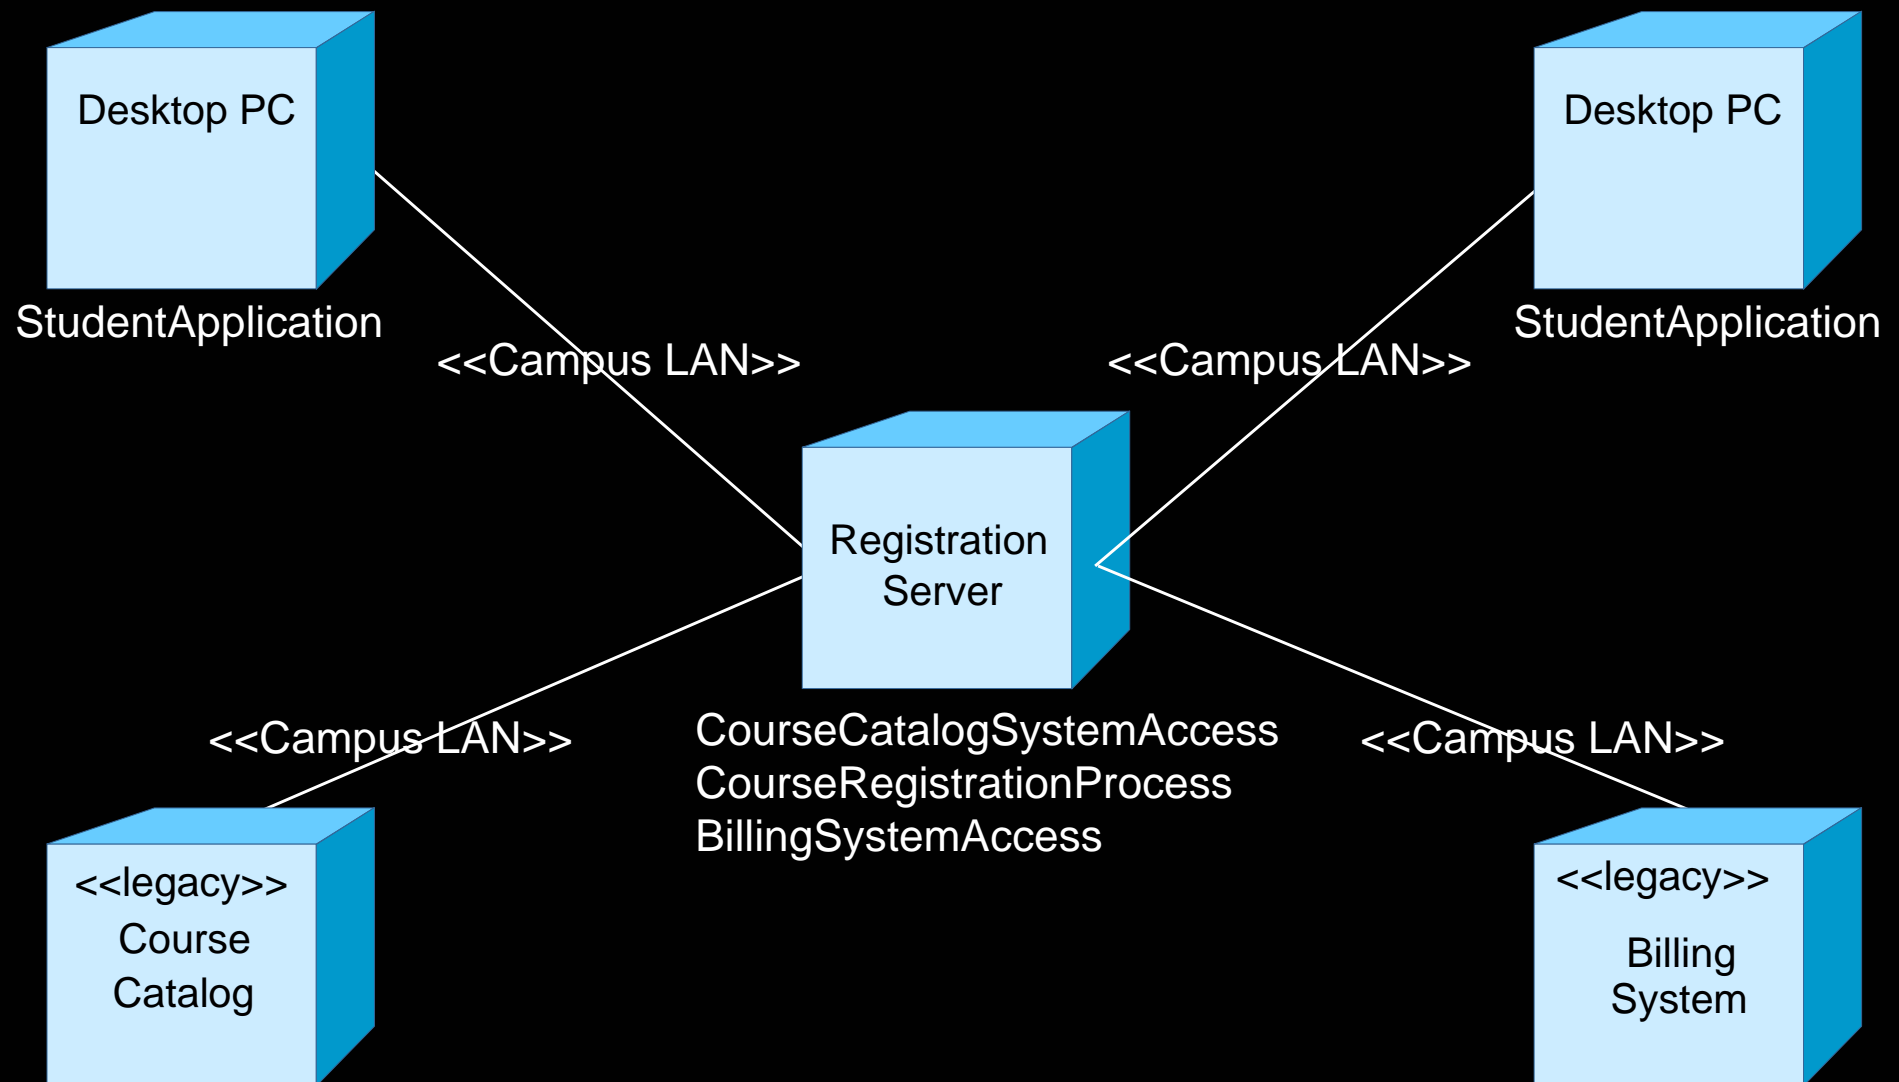 Desktop PC
Desktop PC
StudentApplication
StudentApplication
<<Campus LAN>>
<<Campus LAN>>
Registration
Server
<<Campus LAN>>
CourseCatalogSystemAccess
CourseRegistrationProcess
BillingSystemAccess
<<Campus LAN>>
<<legacy>>
Course
Catalog
<<legacy>>
Billing
System